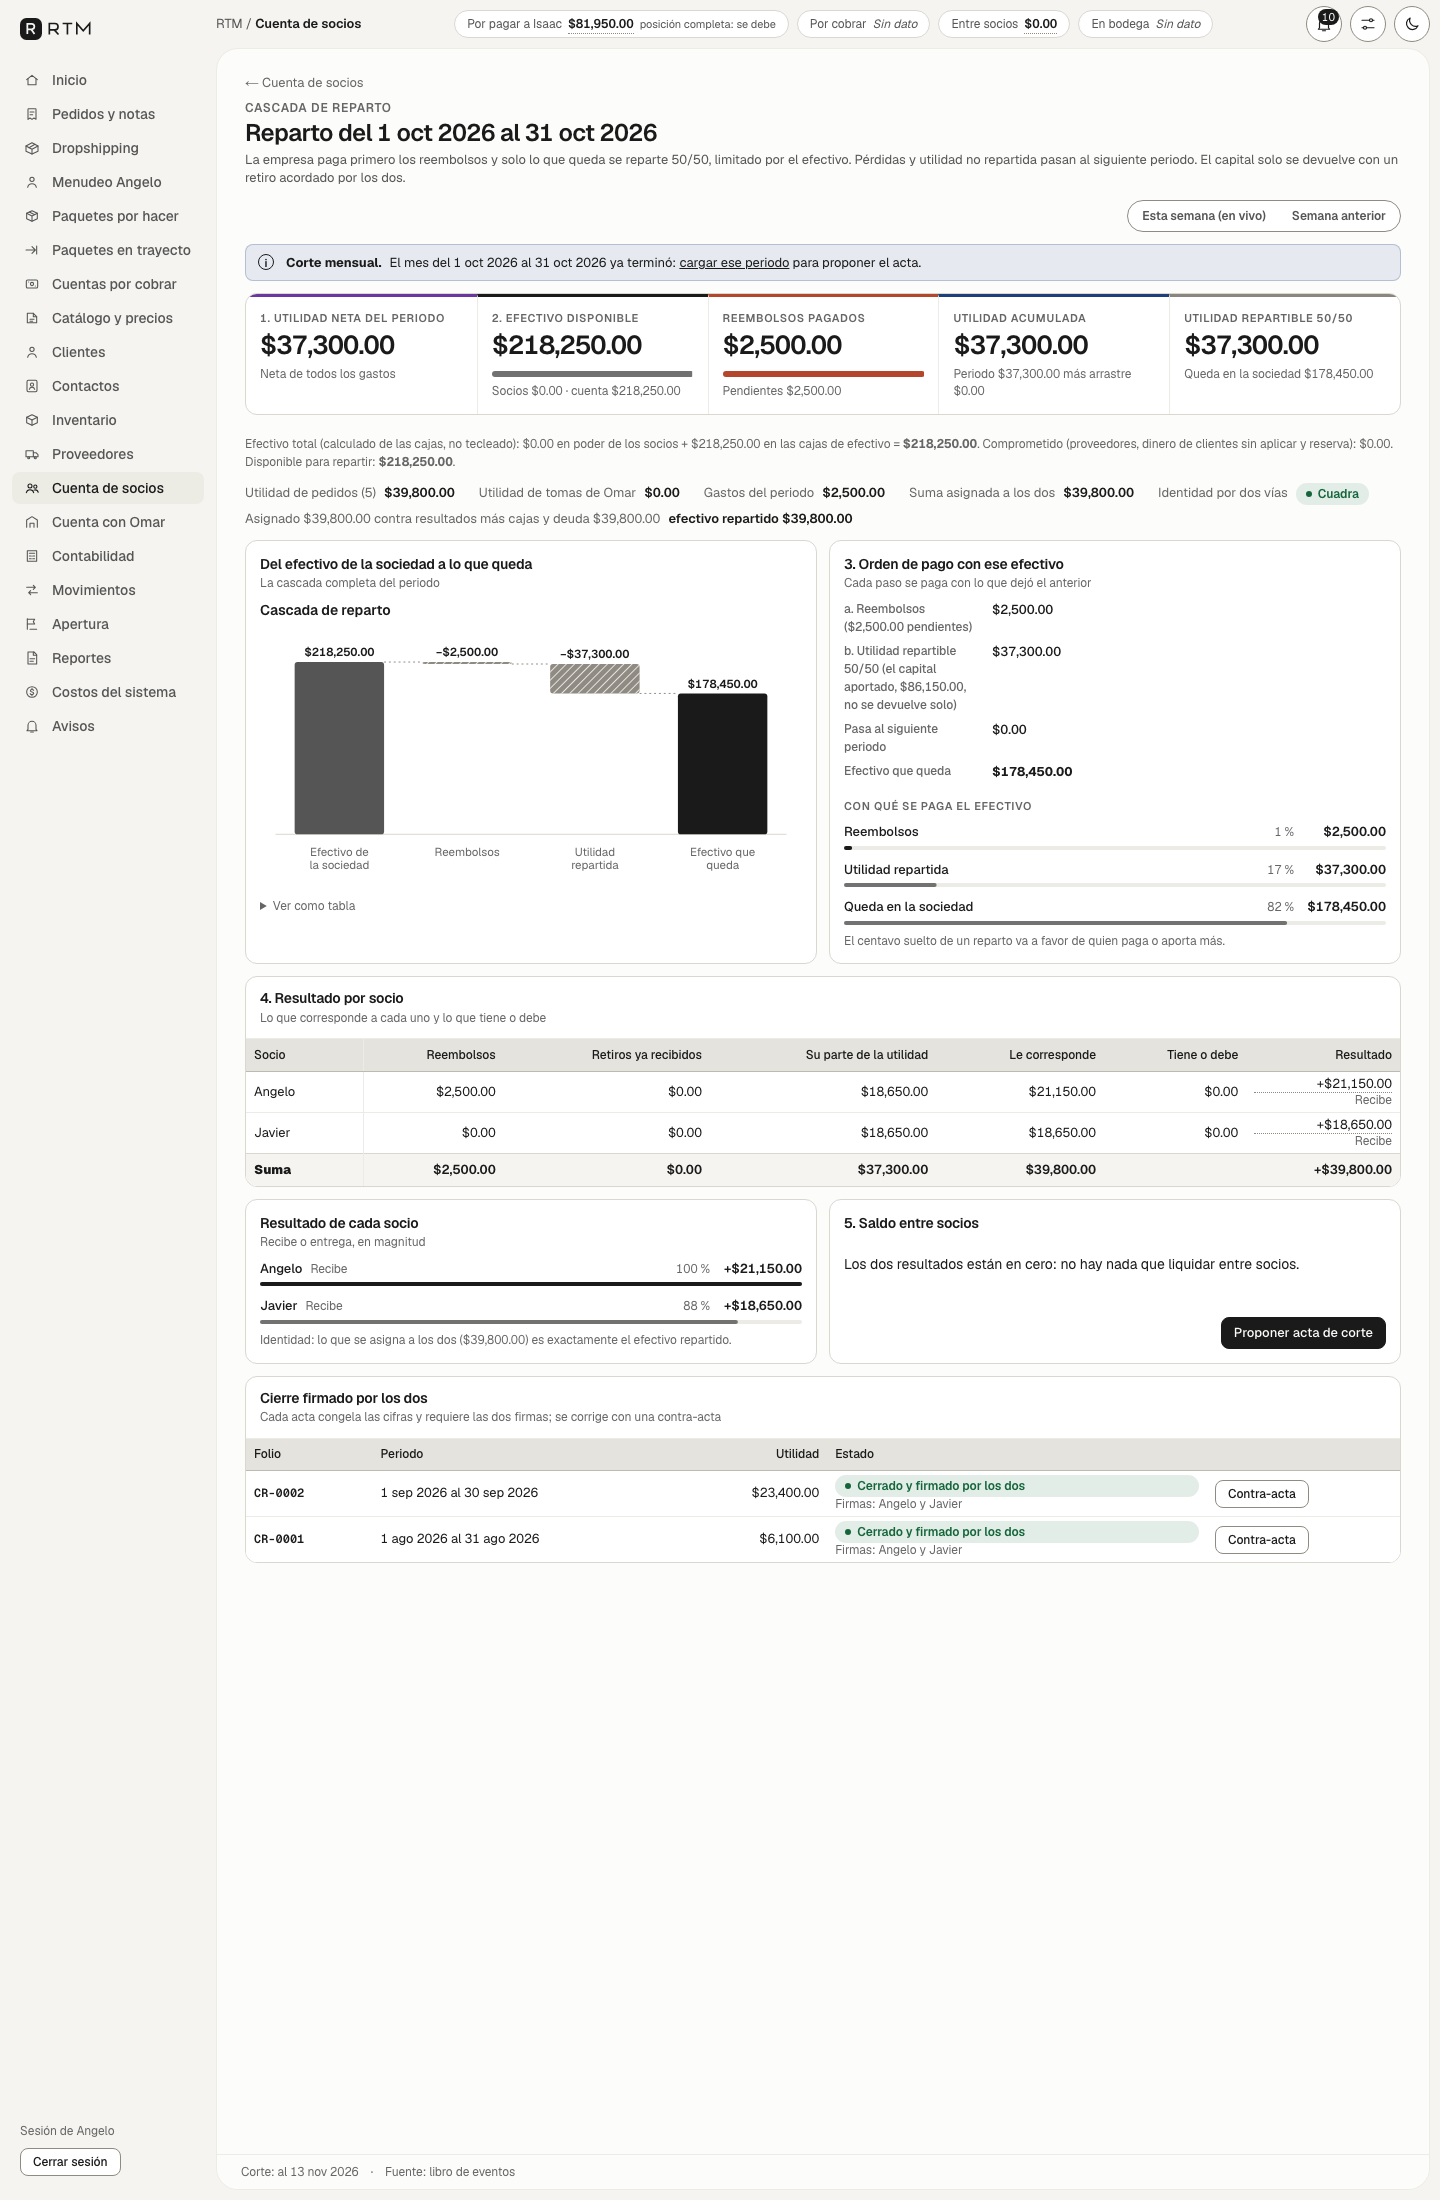 R RTM
RTM / Cuenta de socios
Por pagar a Isaac $81,950.00 posición completa: se debe
Por cobrar Sin dato
Entre socios $0.00
En bodega Sin dato
10
Inicio
Pedidos y notas
Dropshipping
Menudeo Angelo
Paquetes por hacer
Paquetes en trayecto
Cuentas por cobrar
Catálogo y precios
Clientes
Contactos
Inventario
Proveedores
Cuenta de socios
Cuenta con Omar
Contabilidad
Movimientos
Apertura
Reportes
Costos del sistema
Avisos
Sesión de Angelo
Cerrar sesión
← Cuenta de socios
CASCADA DE REPARTO
Reparto del 1 oct 2026 al 31 oct 2026
La empresa paga primero los reembolsos y solo lo que queda se reparte 50/50, limitado por el efectivo. Pérdidas y utilidad no repartida pasan al siguiente periodo. El capital solo se devuelve con un
retiro acordado por los dos.
Esta semana (en vivo) Semana anterior
Corte mensual. El mes del 1 oct 2026 al 31 oct 2026 ya terminó: cargar ese periodo para proponer el acta.
1. UTILIDAD NETA DEL PERIODO
$37,300.00
Neta de todos los gastos
2. EFECTIVO DISPONIBLE
$218,250.00
Socios $0.00 · cuenta $218,250.00
REEMBOLSOS PAGADOS
$2,500.00
Pendientes $2,500.00
UTILIDAD ACUMULADA
$37,300.00
Periodo $37,300.00 más arrastre
$0.00
UTILIDAD REPARTIBLE 50/50
$37,300.00
Queda en la sociedad $178,450.00
Efectivo total (calculado de las cajas, no tecleado): $0.00 en poder de los socios + $218,250.00 en las cajas de efectivo = $218,250.00. Comprometido (proveedores, dinero de clientes sin aplicar y reserva): $0.00.
Disponible para repartir: $218,250.00.
Utilidad de pedidos (5) $39,800.00 Utilidad de tomas de Omar $0.00 Gastos del periodo $2,500.00 Suma asignada a los dos $39,800.00 Identidad por dos vías Cuadra
Asignado $39,800.00 contra resultados más cajas y deuda $39,800.00 efectivo repartido $39,800.00
Del efectivo de la sociedad a lo que queda
La cascada completa del periodo
Cascada de reparto
$218,250.00 −$2,500.00 −$37,300.00 $178,450.00
Efectivo de
la sociedad
Reembolsos
Utilidad
repartida
Efectivo que
queda
▶ Ver como tabla
3. Orden de pago con ese efectivo
Cada paso se paga con lo que dejó el anterior
a. Reembolsos
($2,500.00 pendientes)
$2,500.00
b. Utilidad repartible
50/50 (el capital
aportado, $86,150.00,
no se devuelve solo)
$37,300.00
Pasa al siguiente
periodo
$0.00
Efectivo que queda $178,450.00
CON QUÉ SE PAGA EL EFECTIVO
Reembolsos 1 % $2,500.00
Utilidad repartida 17 % $37,300.00
Queda en la sociedad 82 % $178,450.00
El centavo suelto de un reparto va a favor de quien paga o aporta más.
4. Resultado por socio
Lo que corresponde a cada uno y lo que tiene o debe
Socio Reembolsos Retiros ya recibidos Su parte de la utilidad Le corresponde Tiene o debe Resultado
Angelo $2,500.00 $0.00 $18,650.00 $21,150.00 $0.00 +$21,150.00
Recibe
Javier $0.00 $0.00 $18,650.00 $18,650.00 $0.00 +$18,650.00
Recibe
Suma $2,500.00 $0.00 $37,300.00 $39,800.00 +$39,800.00
Resultado de cada socio
Recibe o entrega, en magnitud
Angelo Recibe 100 % +$21,150.00
Javier Recibe 88 % +$18,650.00
Identidad: lo que se asigna a los dos ($39,800.00) es exactamente el efectivo repartido.
5. Saldo entre socios
Los dos resultados están en cero: no hay nada que liquidar entre socios.
Proponer acta de corte
Cierre firmado por los dos
Cada acta congela las cifras y requiere las dos firmas; se corrige con una contra-acta
Folio Periodo Utilidad Estado
CR-0002 1 sep 2026 al 30 sep 2026 $23,400.00 Cerrado y firmado por los dos
Firmas: Angelo y Javier
Contra-acta
CR-0001 1 ago 2026 al 31 ago 2026 $6,100.00 Cerrado y firmado por los dos
Firmas: Angelo y Javier
Contra-acta
Corte: al 13 nov 2026 · Fuente: libro de eventos